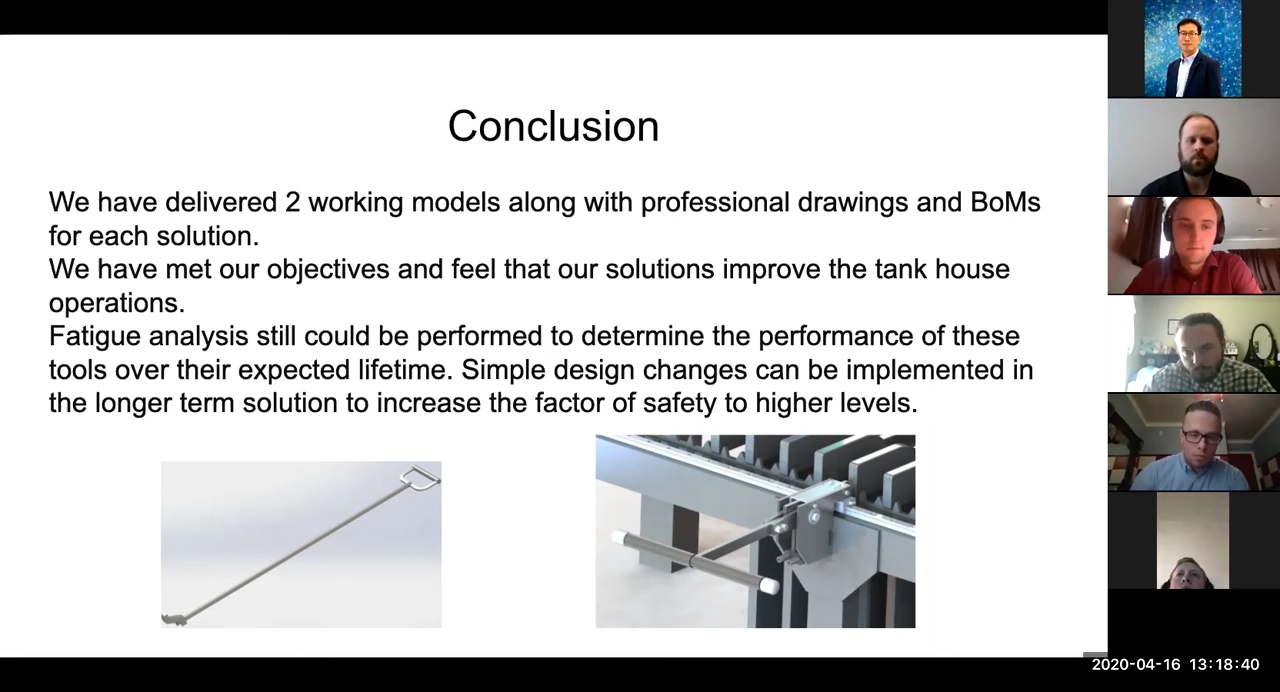 Conclusion
We have delivered 2 working models along with professional drawings and BoMs
for each solution.
We have met our objectives and feel that our solutions improve the tank house
operations.
Fatigue analysis still could be performed to determine the performance of these
tools over their expected lifetime. Simple design changes can be implemented in
the longer term solution to increase the factor of safety to higher levels.
2020-04-16 13:18:40